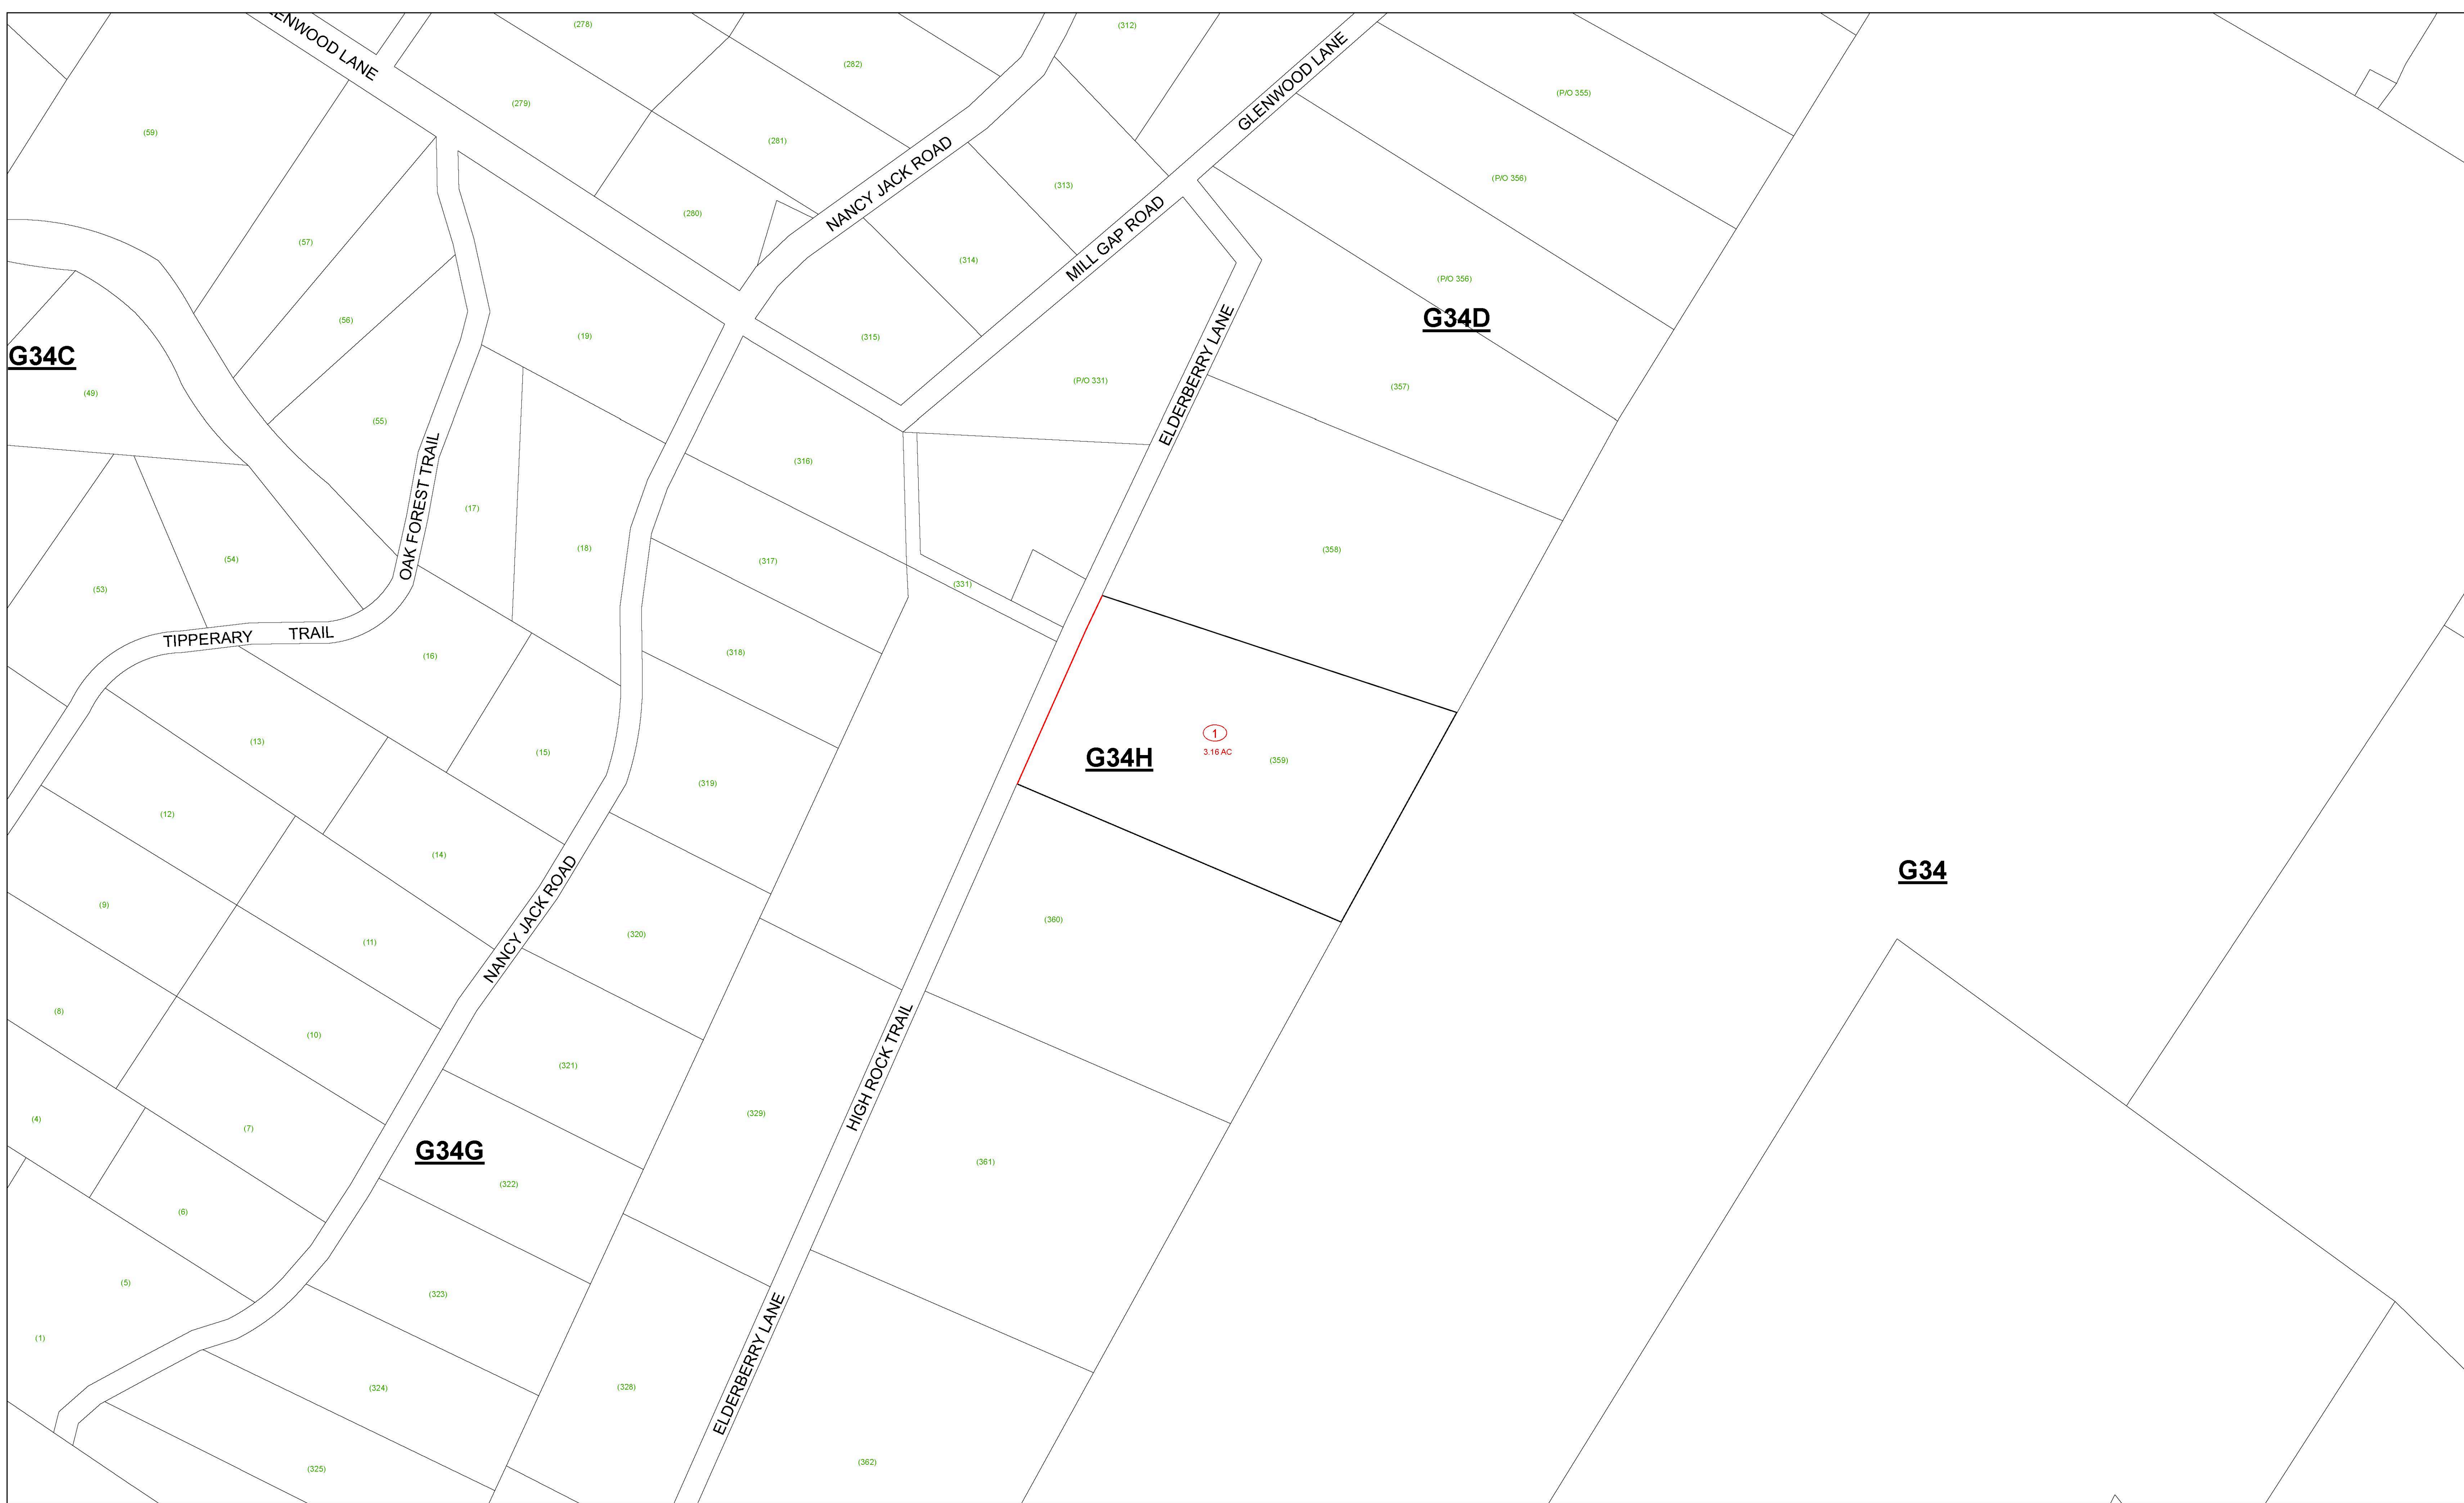 GLENWOOD LANE
(278)
(312)
(282)
(279)
(P/O 355)
GLENWOOD LANE
(59)
(281)
NANCY JACK ROAD
(P/O 356)
(313)
(280)
(57)
MILL GAP ROAD
(314)
(P/O 356)
(56)
G34D
(19)
(315)
G34C
ELDERBERRY LANE
(P/O 331)
(357)
(49)
(55)
(316)
OAK FOREST TRAIL
(17)
(18)
(358)
(54)
(317)
(331)
(53)
TIPPERARY TRAIL
(16)
(318)
1
(13)
3.16 AC
(15)
G34H
(359)
(319)
(12)
(14)
G34
(9)
NANCY JACK ROAD
(360)
(320)
(11)
(8)
(10)
HIGH ROCK TRAIL
(321)
(329)
(4)
(7)
G34G
(361)
(322)
(6)
(5)
(323)
(1)
ELDERBERRY LANE
(324)
(328)
(362)
(325)